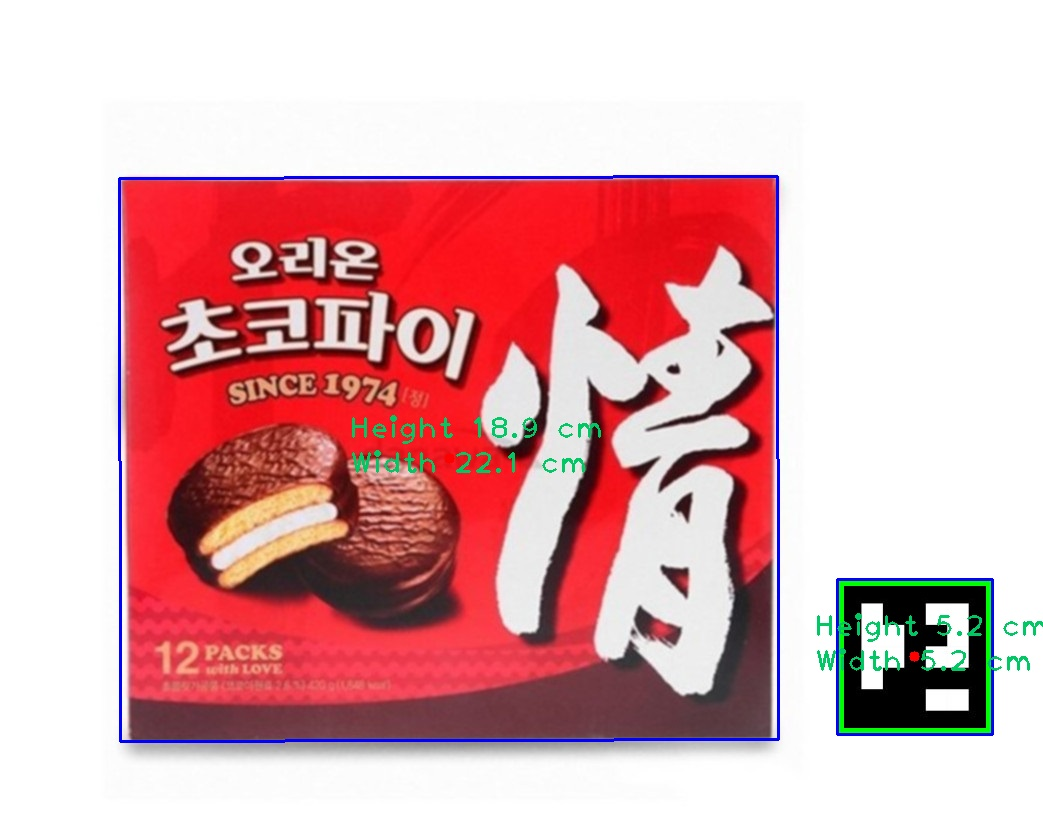 오리온
초코파이
SINCE 1974 [정]
情
Height 18.9 cm
Width 22.1 cm
12 PACKS
with LOVE
Height 5.2 cm
Width 5.2 cm